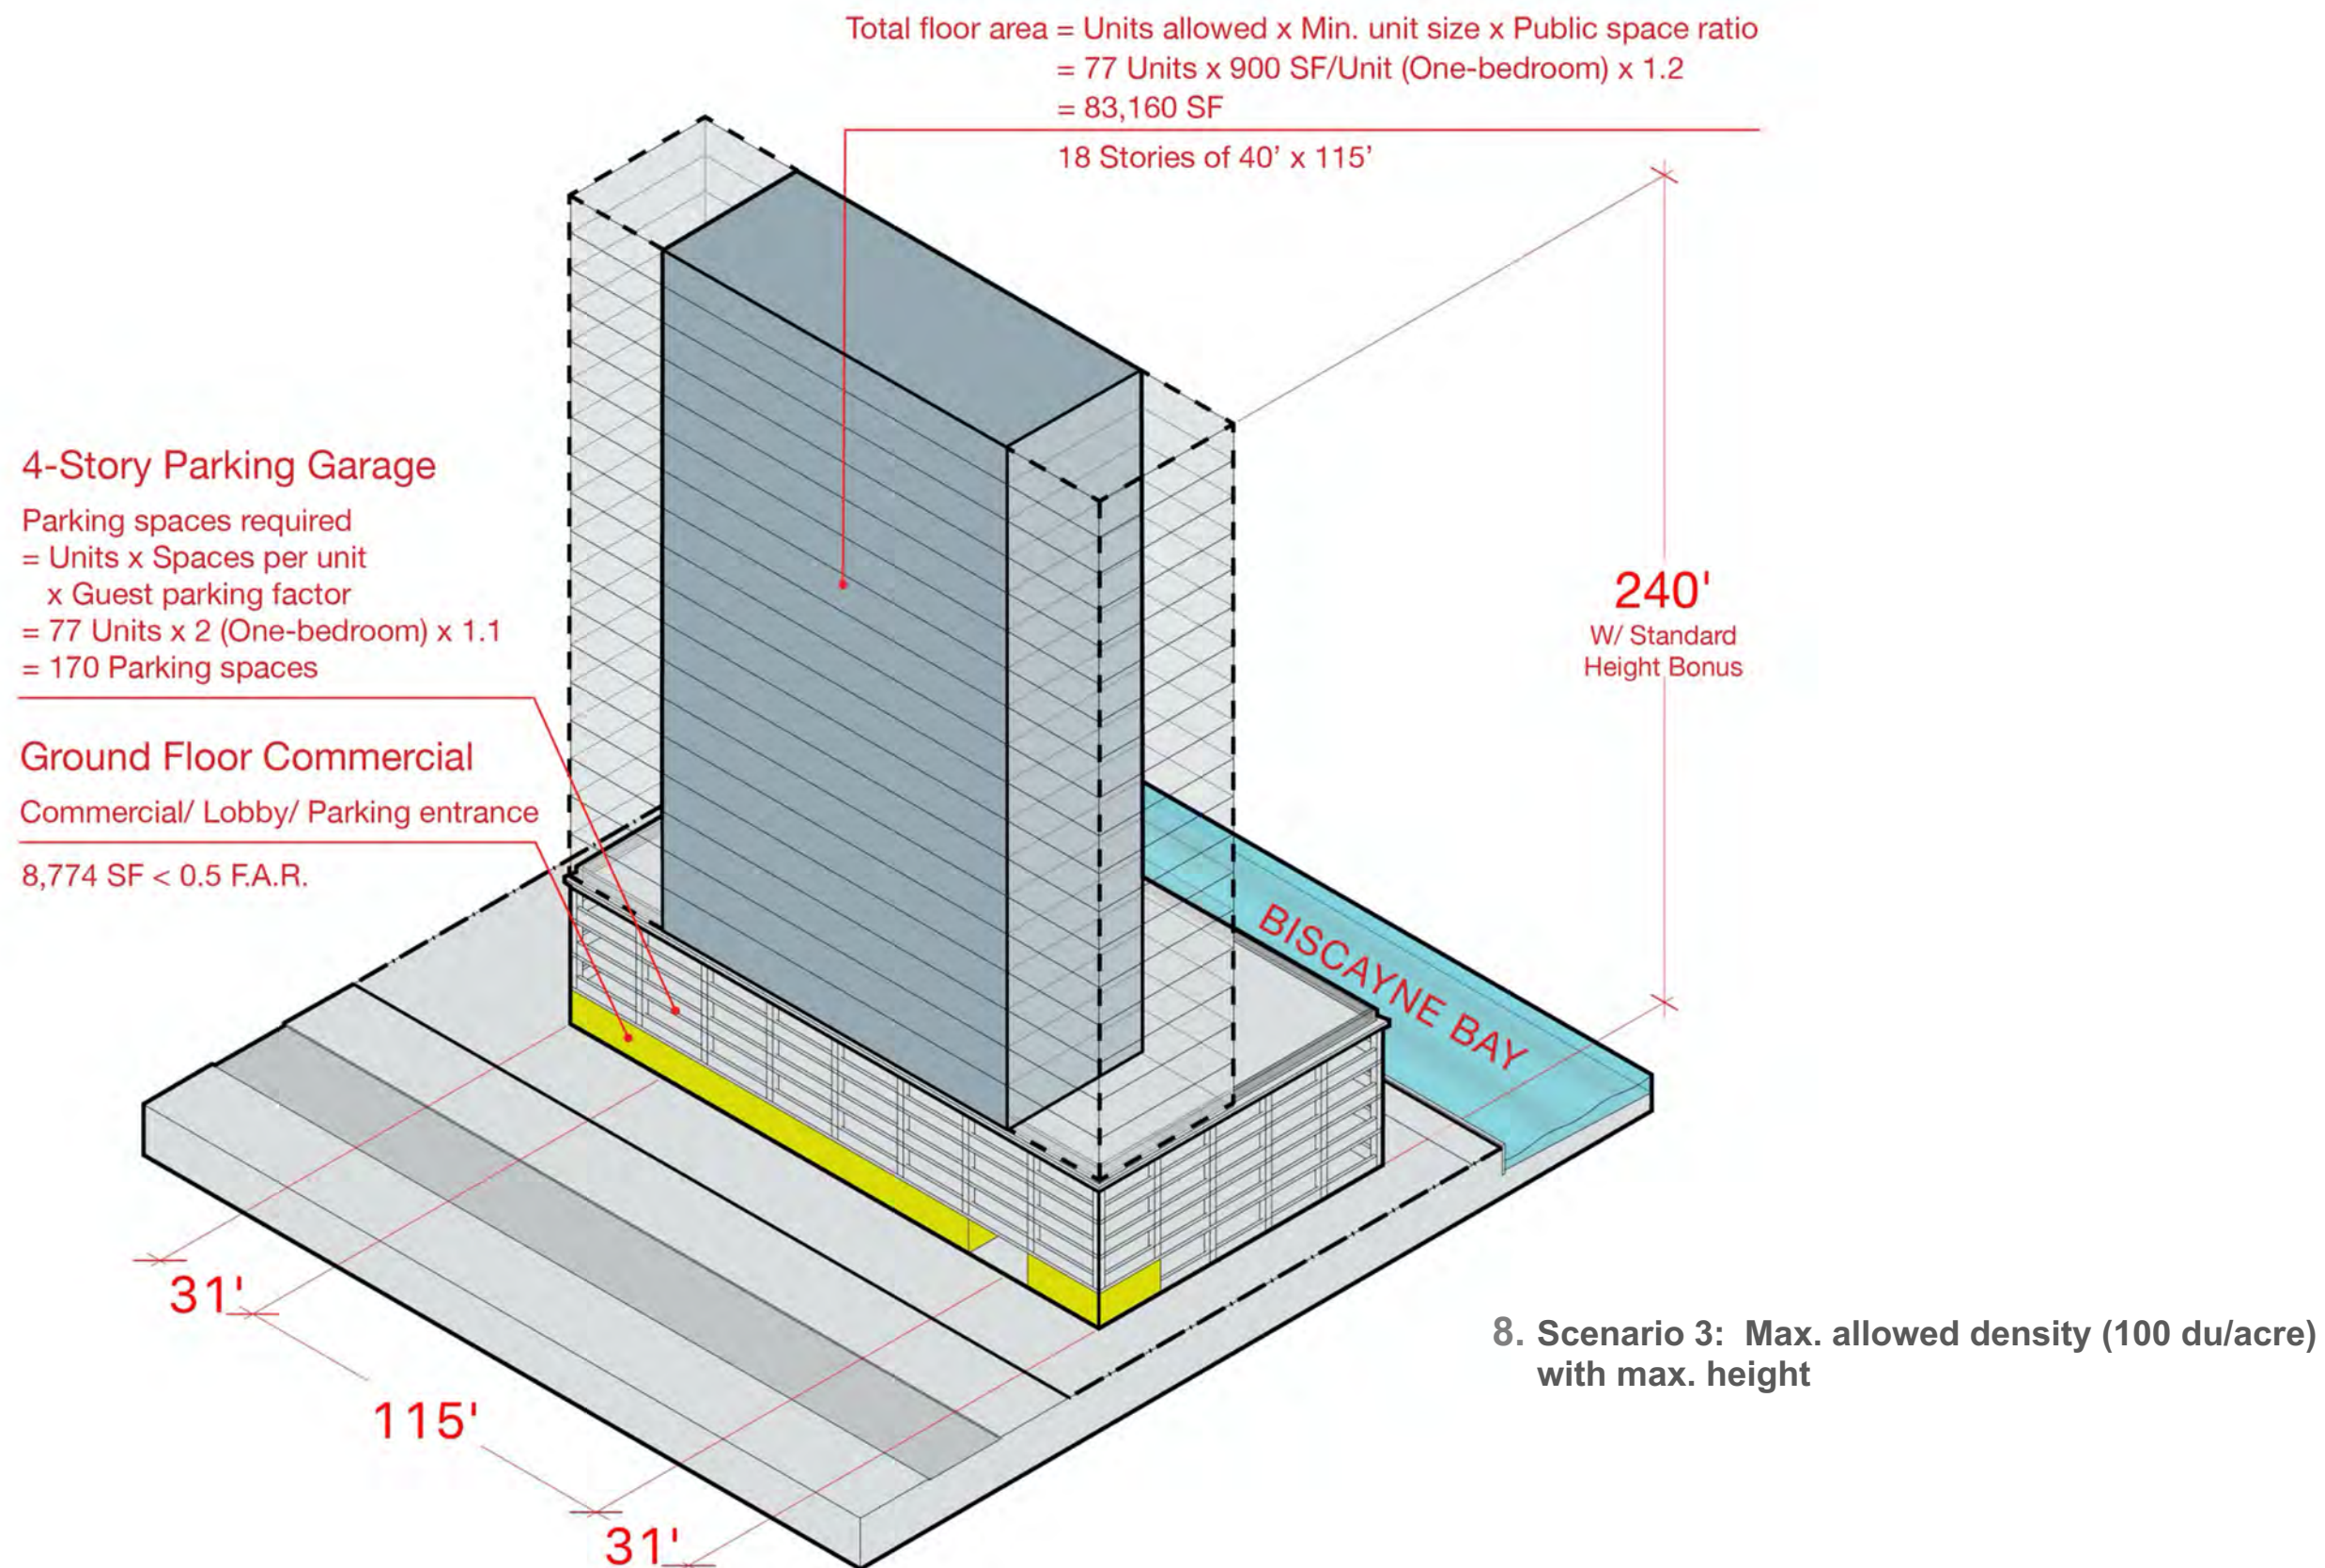 Total floor area = Units allowed x Min. unit size x Public space ratio
= 77 Units x 900 SF/Unit (One-bedroom) x 1.2
= 83,160 SF
18 Stories of 40’ x 115’
4-Story Parking Garage
Parking spaces required
= Units x Spaces per unit
x Guest parking factor
= 77 Units x 2 (One-bedroom) x 1.1
= 170 Parking spaces
Ground Floor Commercial
Commercial/ Lobby/ Parking entrance
8,774 SF < 0.5 F.A.R.
240'
W/ Standard
Height Bonus
BISCAYNE BAY
31'
115'
31'
8. Scenario 3: Max. allowed density (100 du/acre)
with max. height